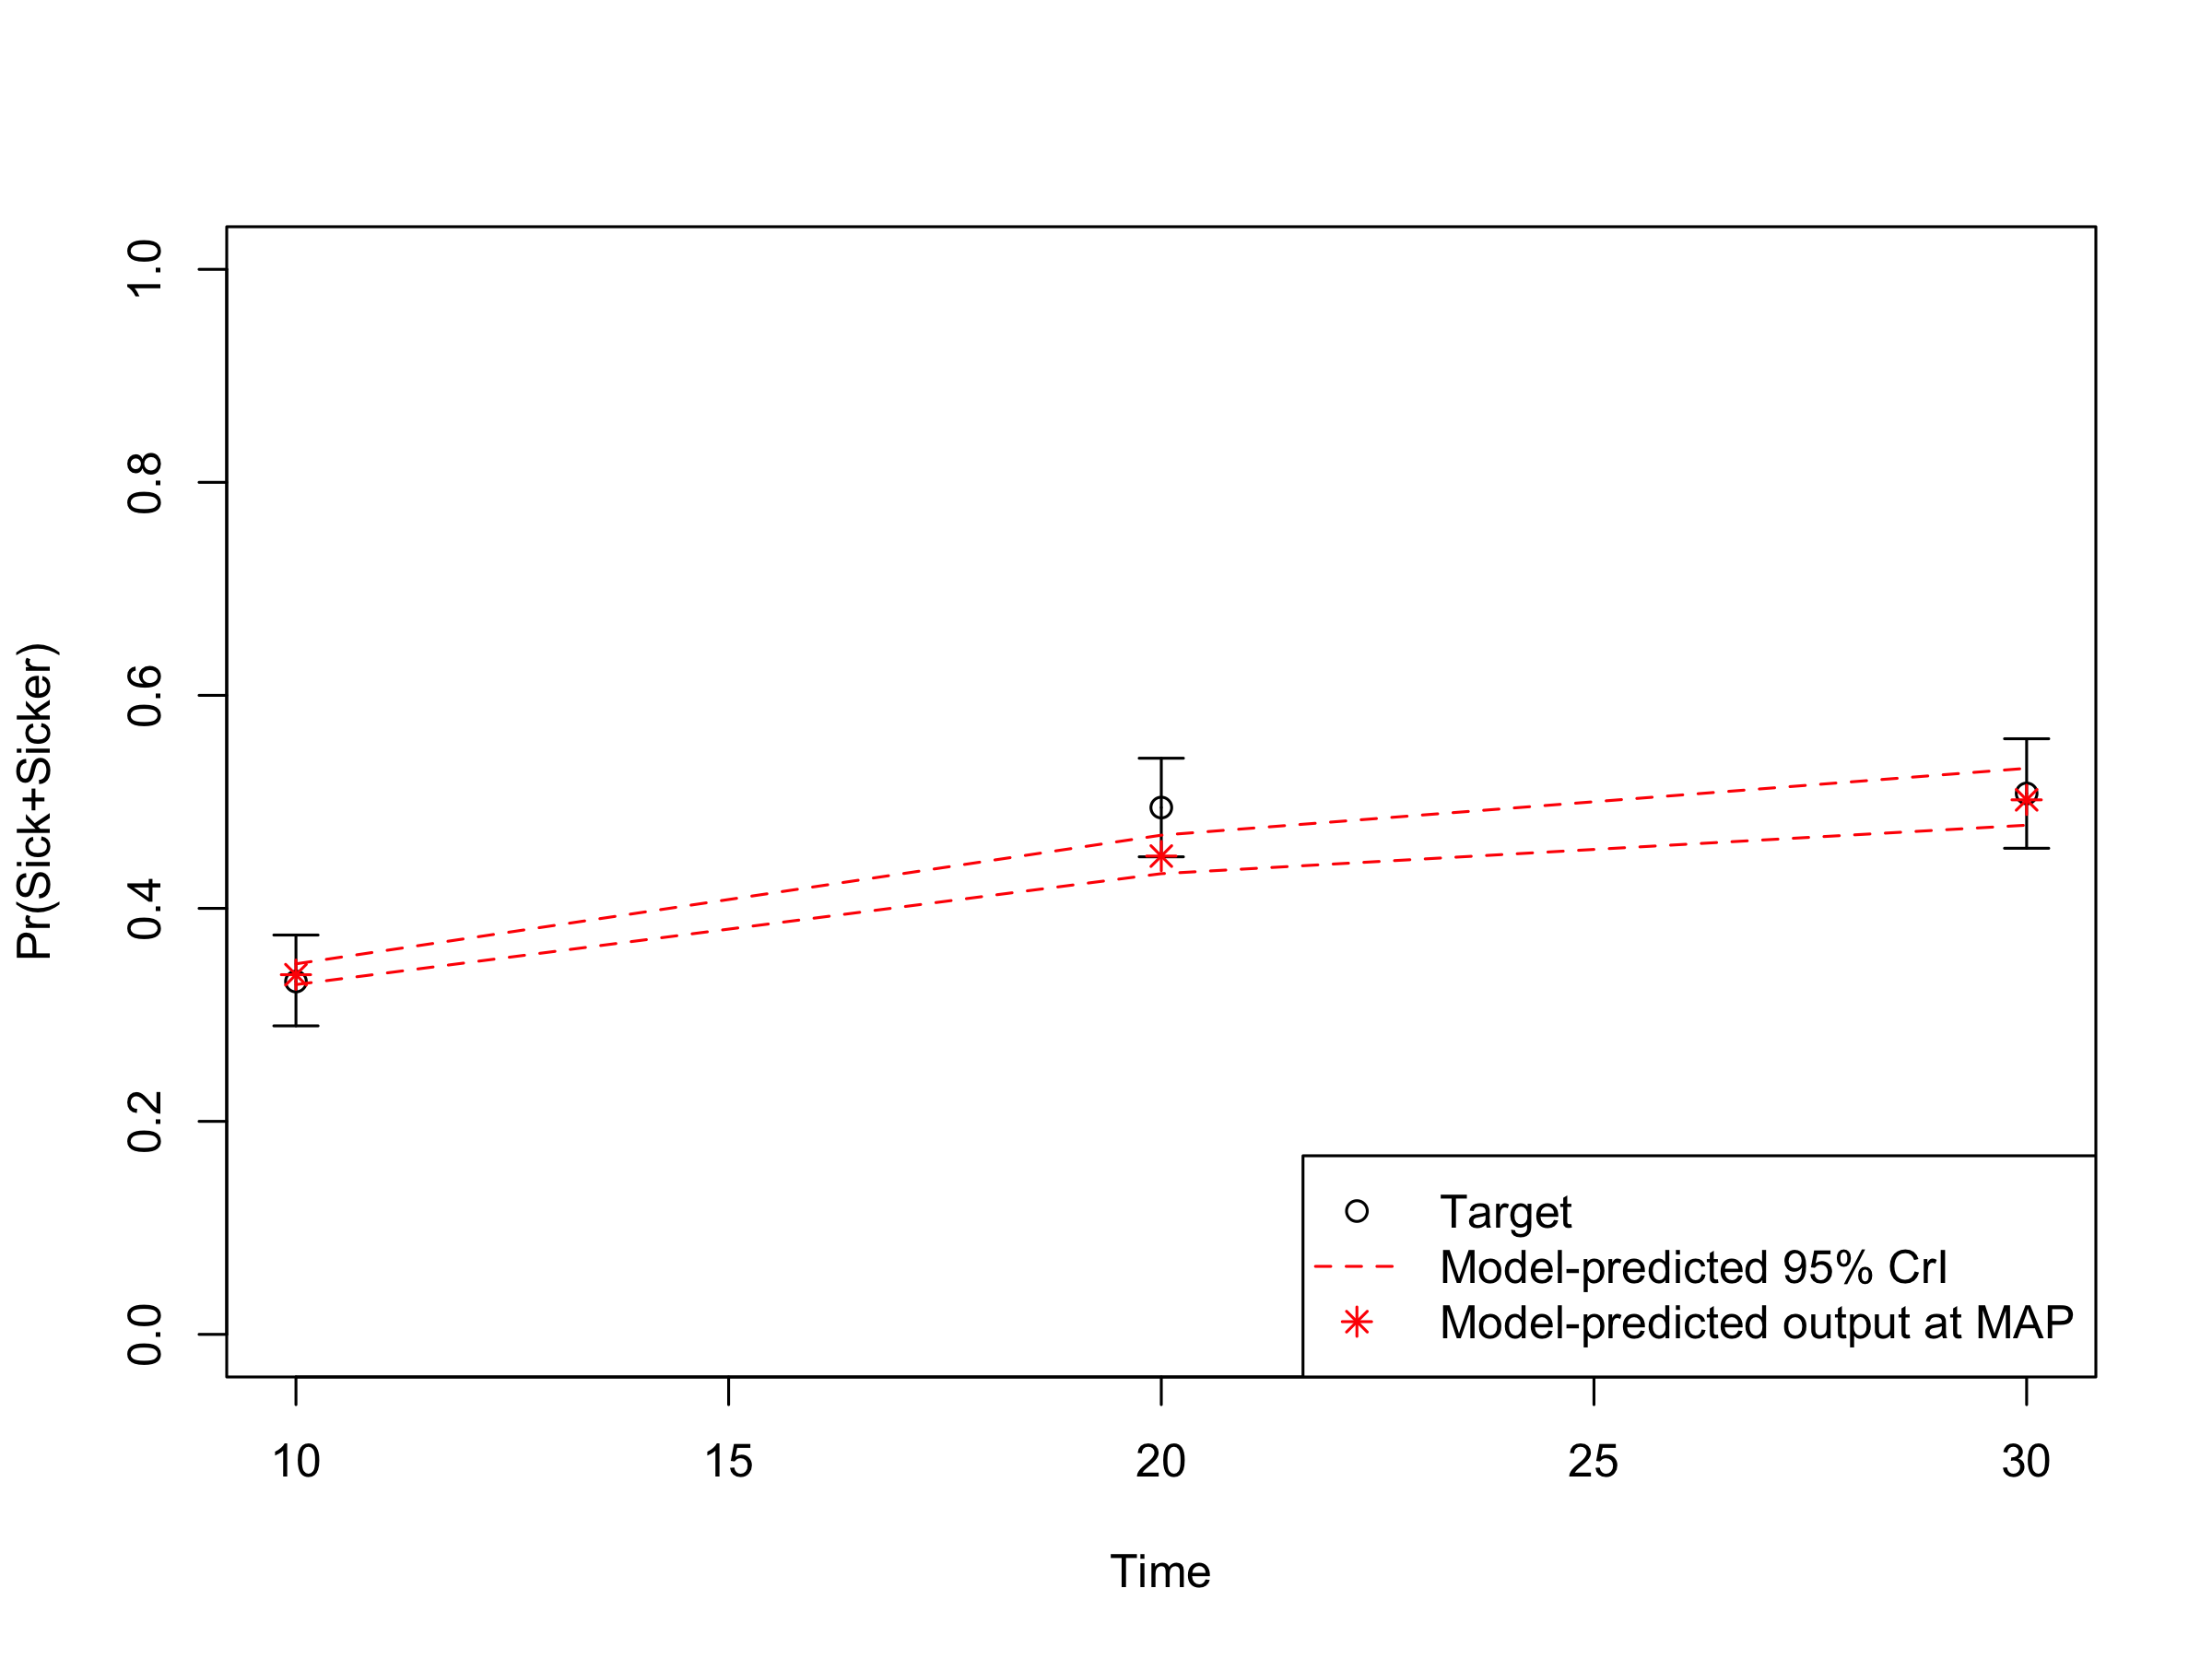 Pr(Sick+Sicker)
1.0
0.8
0.6
0.4
0.2
0.0
Target
Model-predicted 95% CrI
Model-predicted output at MAP
10 15 20 25 30
Time